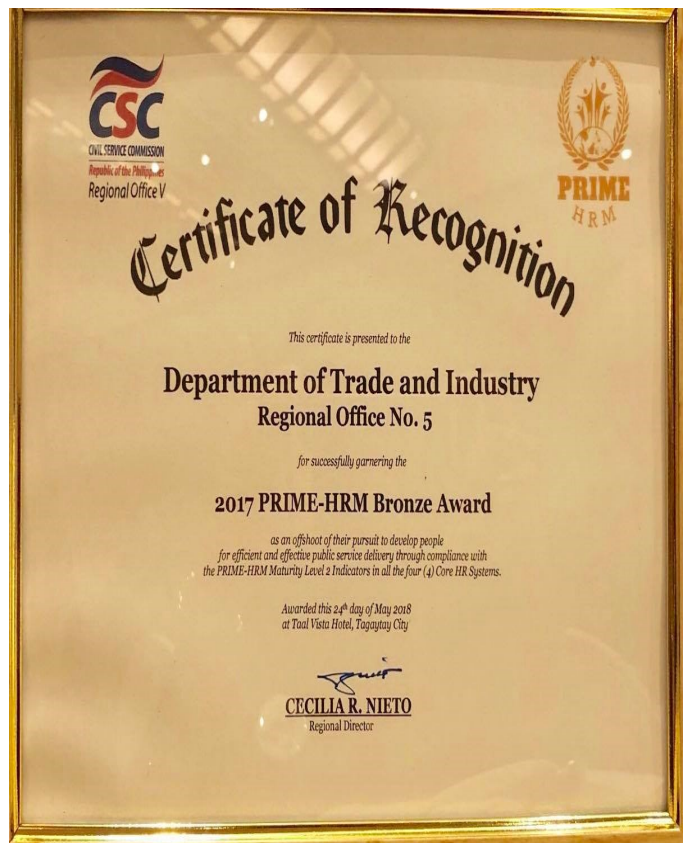 CSC
CIVIL SERVICE COMMISSION
Republic of the Philippines
Regional Office V
PRIME
HRM
Certificate of Recognition
This certificate is presented to the
Department of Trade and Industry
Regional Office No. 5
for successfully garnering the
2017 PRIME-HRM Bronze Award
as an offshoot of their pursuit to develop people
for efficient and effective public service delivery through compliance with
the PRIME-HRM Maturity Level 2 Indicators in all the four (4) Core HR Systems.
Awarded this 24th day of May 2018
at Taal Vista Hotel, Tagaytay City
CECILIA R. NIETO
Regional Director